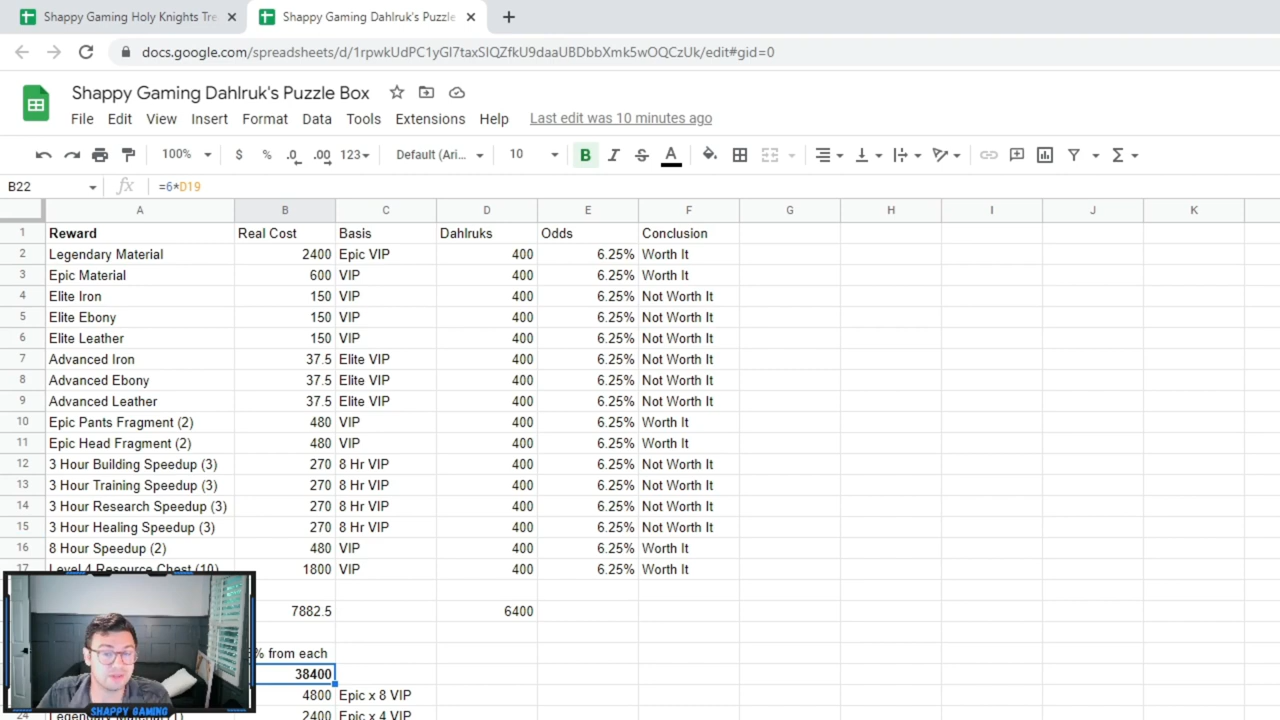 Shappy Gaming Holy Knights Tre
Shappy Gaming Dahlruk's Puzzle
docs.google.com/spreadsheets/d/1rpwkUdPC1yGl7taxSIQZfkU9daaUBDbbXmk5wOQCzUk/edit#gid=0
Shappy Gaming Dahlruk's Puzzle Box
File Edit View Insert Format Data Tools Extensions Help Last edit was 10 minutes ago
100% $ % .0 .00 123 Default (Ari... 10 B I S A
B22 fx =6*D19
A B C D E F G H I J K
1 Reward Real Cost Basis Dahlruks Odds Conclusion
2 Legendary Material 2400 Epic VIP 400 6.25% Worth It
3 Epic Material 600 VIP 400 6.25% Worth It
4 Elite Iron 150 VIP 400 6.25% Not Worth It
5 Elite Ebony 150 VIP 400 6.25% Not Worth It
6 Elite Leather 150 VIP 400 6.25% Not Worth It
7 Advanced Iron 37.5 Elite VIP 400 6.25% Not Worth It
8 Advanced Ebony 37.5 Elite VIP 400 6.25% Not Worth It
9 Advanced Leather 37.5 Elite VIP 400 6.25% Not Worth It
10 Epic Pants Fragment (2) 480 VIP 400 6.25% Worth It
11 Epic Head Fragment (2) 480 VIP 400 6.25% Worth It
12 3 Hour Building Speedup (3) 270 8 Hr VIP 400 6.25% Not Worth It
13 3 Hour Training Speedup (3) 270 8 Hr VIP 400 6.25% Not Worth It
14 3 Hour Research Speedup (3) 270 8 Hr VIP 400 6.25% Not Worth It
15 3 Hour Healing Speedup (3) 270 8 Hr VIP 400 6.25% Not Worth It
16 8 Hour Speedup (2) 480 VIP 400 6.25% Worth It
17 Level 4 Resource Chest (10) 1800 VIP 400 6.25% Worth It
7882.5 6400
% from each
38400
4800 Epic x 8 VIP
24 Legendary Material(1) 2400 Epic x 4 VIP
SHAPPY GAMING